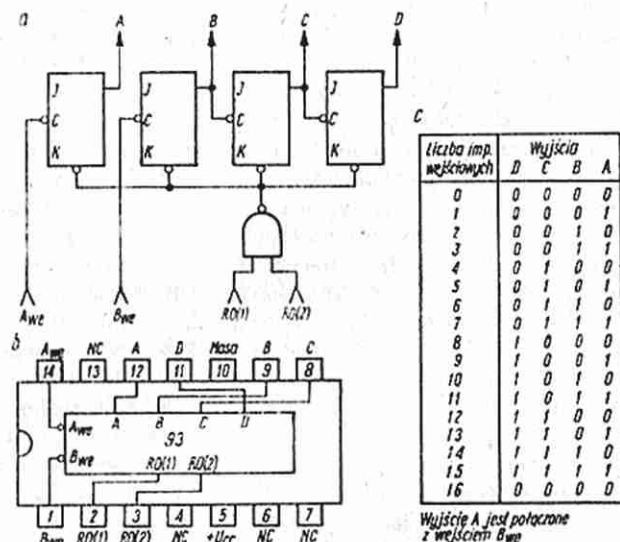 a
A B C D
J J J J
C C C C
K K K K
Awe Bwe R0(1) R0(2)
b
Awe NC A D Masa B C
14 13 12 11 10 9 8
A B C D
Awe
93
Bwe
R0(1) R0(2)
1 2 3 4 5 6 7
Bwe R0(1) R0(2) NC +Ucc NC NC
c
Liczba imp. wejściowych Wyjścia
D C B A
0 0 0 0 0
1 0 0 0 1
2 0 0 1 0
3 0 0 1 1
4 0 1 0 0
5 0 1 0 1
6 0 1 1 0
7 0 1 1 1
8 1 0 0 0
9 1 0 0 1
10 1 0 1 0
11 1 0 1 1
12 1 1 0 0
13 1 1 0 1
14 1 1 1 0
15 1 1 1 1
16 0 0 0 0
Wyjście A jest połączone
z wejściem Bwe